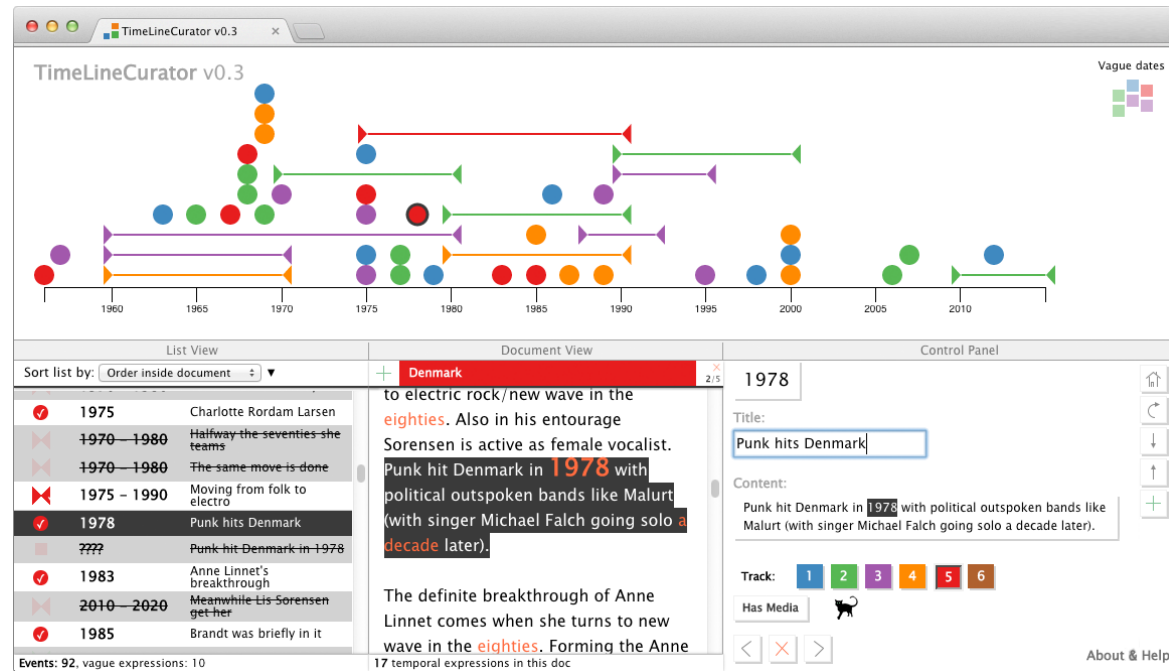 TimeLineCurator v0.3
TimeLineCurator v0.3
Vague dates
1960 1965 1970 1975 1980 1985 1990 1995 2000 2005 2010
List View
Document View
Control Panel
Sort list by: Order inside document
1975 Charlotte Rordam Larsen
1970 – 1980 Halfway the seventies she
teams
1970 – 1980 The same move is done
1975 – 1990 Moving from folk to
electro
1978 Punk hits Denmark
???? Punk hit Denmark in 1978
1983 Anne Linnet's
breakthrough
2010 – 2020 Meanwhile Lis Sorensen
get her
1985 Brandt was briefly in it
Events: 92, vague expressions: 10
Denmark
2/5
to electric rock/new wave in the
eighties. Also in his entourage
Sorensen is active as female vocalist.
Punk hit Denmark in 1978 with
political outspoken bands like Malurt
(with singer Michael Falch going solo a
decade later).
The definite breakthrough of Anne
Linnet comes when she turns to new
wave in the eighties. Forming the Anne
17 temporal expressions in this doc
1978
Title:
Punk hits Denmark
Content:
Punk hit Denmark in 1978 with political outspoken bands like
Malurt (with singer Michael Falch going solo a decade later).
Track: 1 2 3 4 5 6
Has Media
About & Help